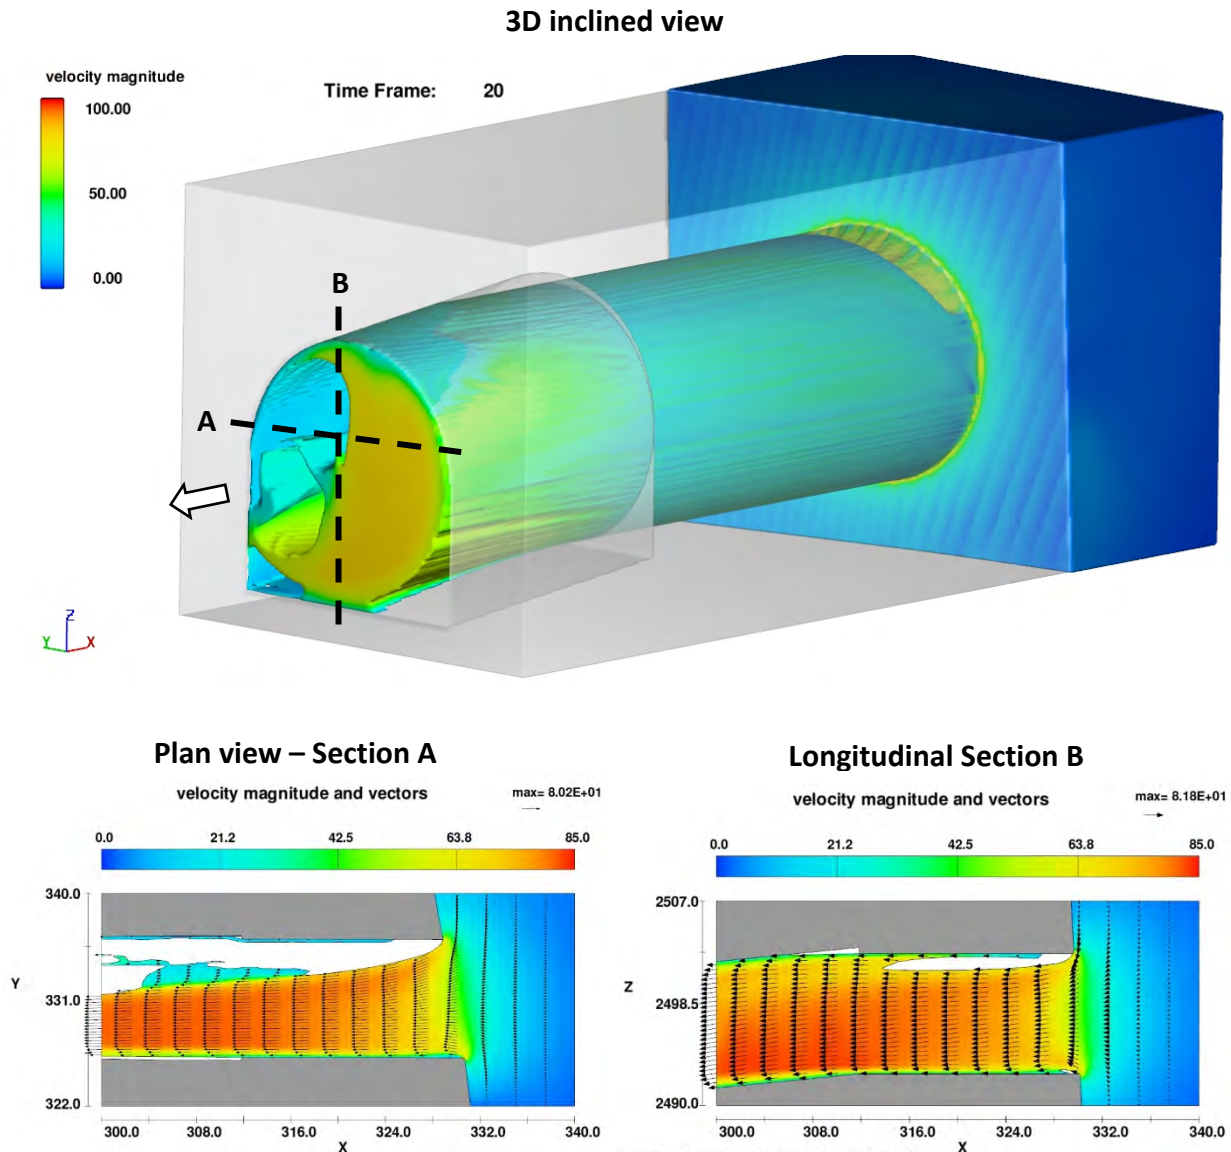 3D inclined view
velocity magnitude
100.00
50.00
0.00
Time Frame: 20
B
A
Z
Y X
Plan view – Section A
velocity magnitude and vectors
max= 8.02E+01
0.0 21.2 42.5 63.8 85.0
340.0
Y 331.0
322.0
300.0 308.0 316.0 324.0 332.0 340.0
X
Longitudinal Section B
velocity magnitude and vectors
max= 8.18E+01
0.0 21.2 42.5 63.8 85.0
2507.0
Z 2498.5
2490.0
300.0 308.0 316.0 324.0 332.0 340.0
X